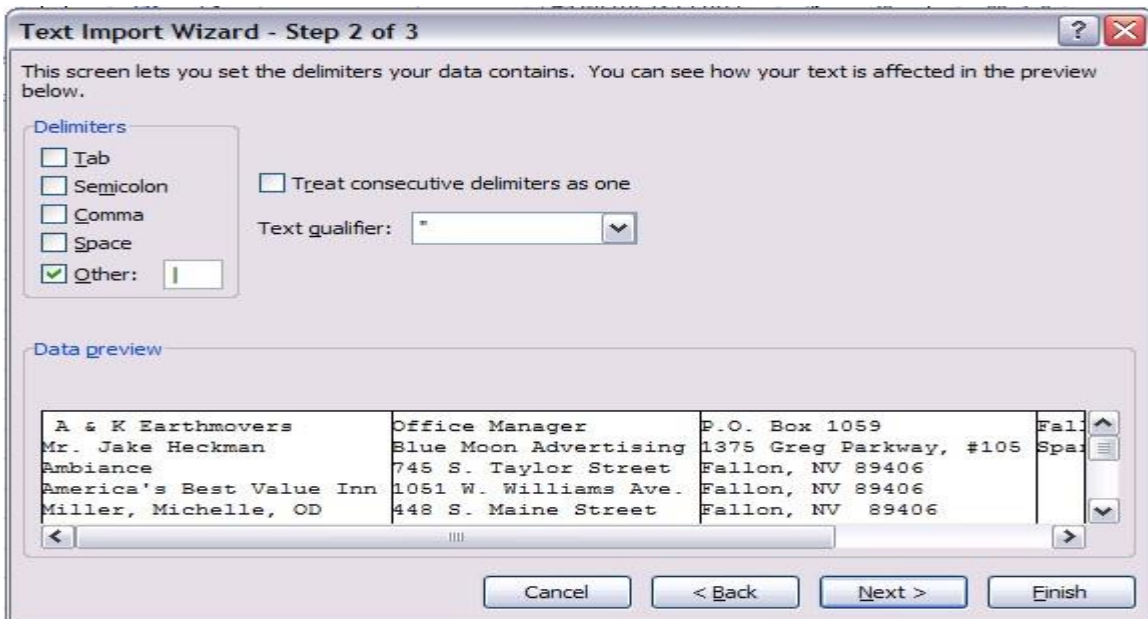 Text Import Wizard - Step 2 of 3
This screen lets you set the delimiters your data contains. You can see how your text is affected in the preview
below.
Delimiters
Tab
Semicolon
Comma
Space
Other: |
Treat consecutive delimiters as one
Text qualifier: "
Data preview
A & K Earthmovers Office Manager P.O. Box 1059 Fall
Mr. Jake Heckman Blue Moon Advertising 1375 Greg Parkway, #105 Spar
Ambiance 745 S. Taylor Street Fallon, NV 89406
America's Best Value Inn 1051 W. Williams Ave. Fallon, NV 89406
Miller, Michelle, OD 448 S. Maine Street Fallon, NV 89406
Cancel < Back Next > Finish